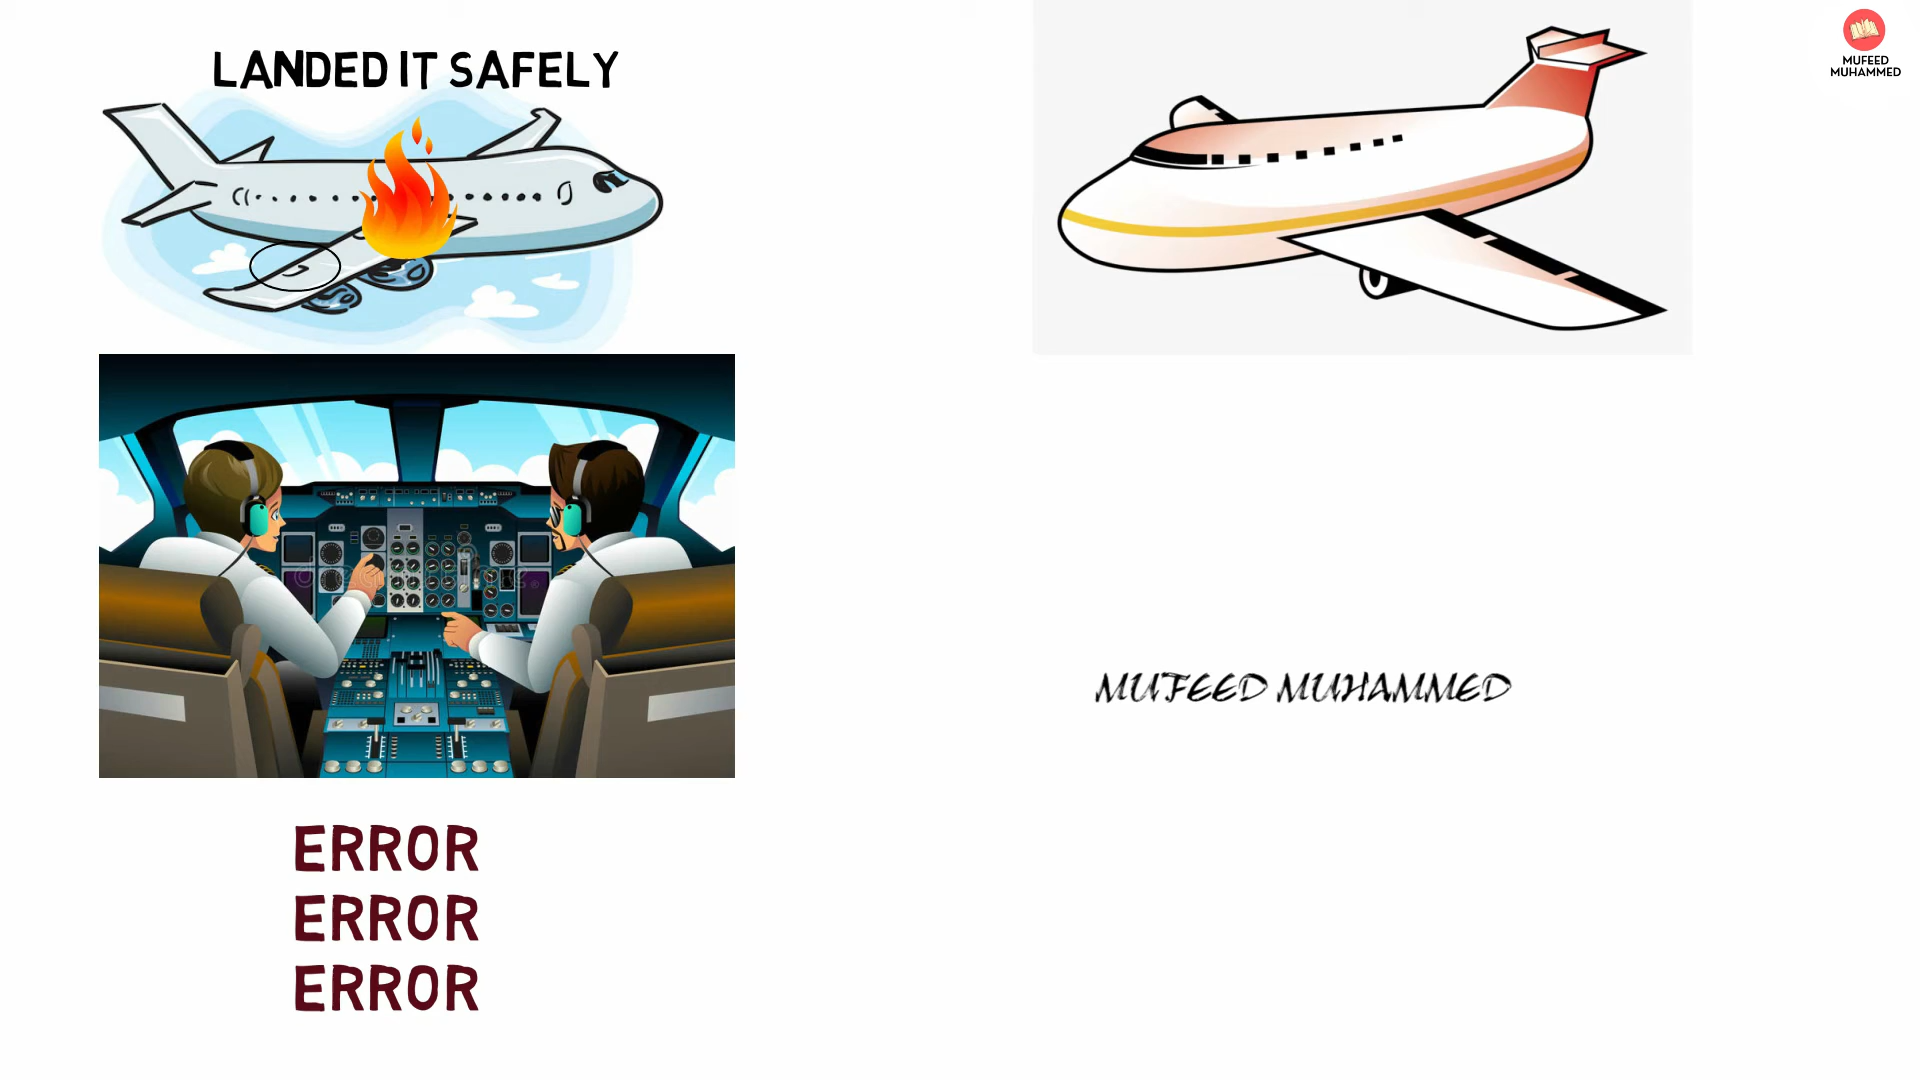 LANDED IT SAFELY
MUFEED
MUHAMMED
MUFEED MUHAMMED
ERROR
ERROR
ERROR